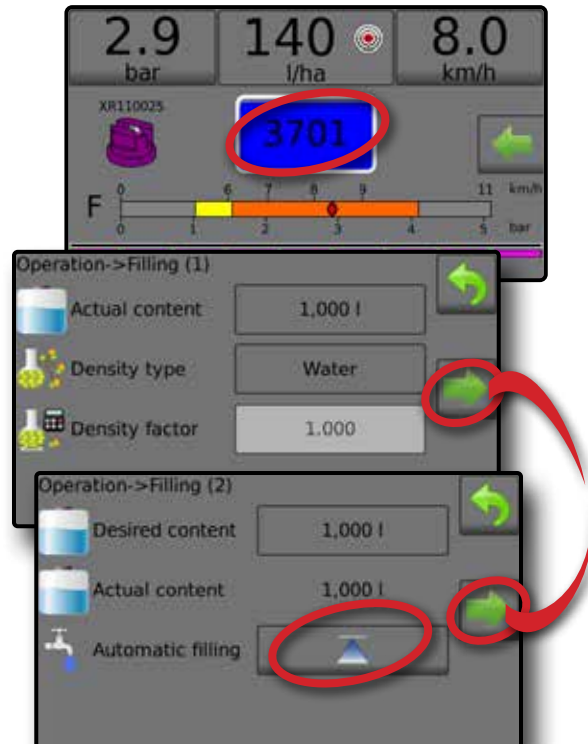 2.9 140 8.0
bar l/ha km/h
XR110025
3701
0 6 7 8 9 11 km/h
F
0 1 2 3 4 5 bar
Operation->Filling (1)
Actual content 1,000 l
Density type Water
Density factor 1.000
Operation->Filling (2)
Desired content 1,000 l
Actual content 1,000 l
Automatic filling